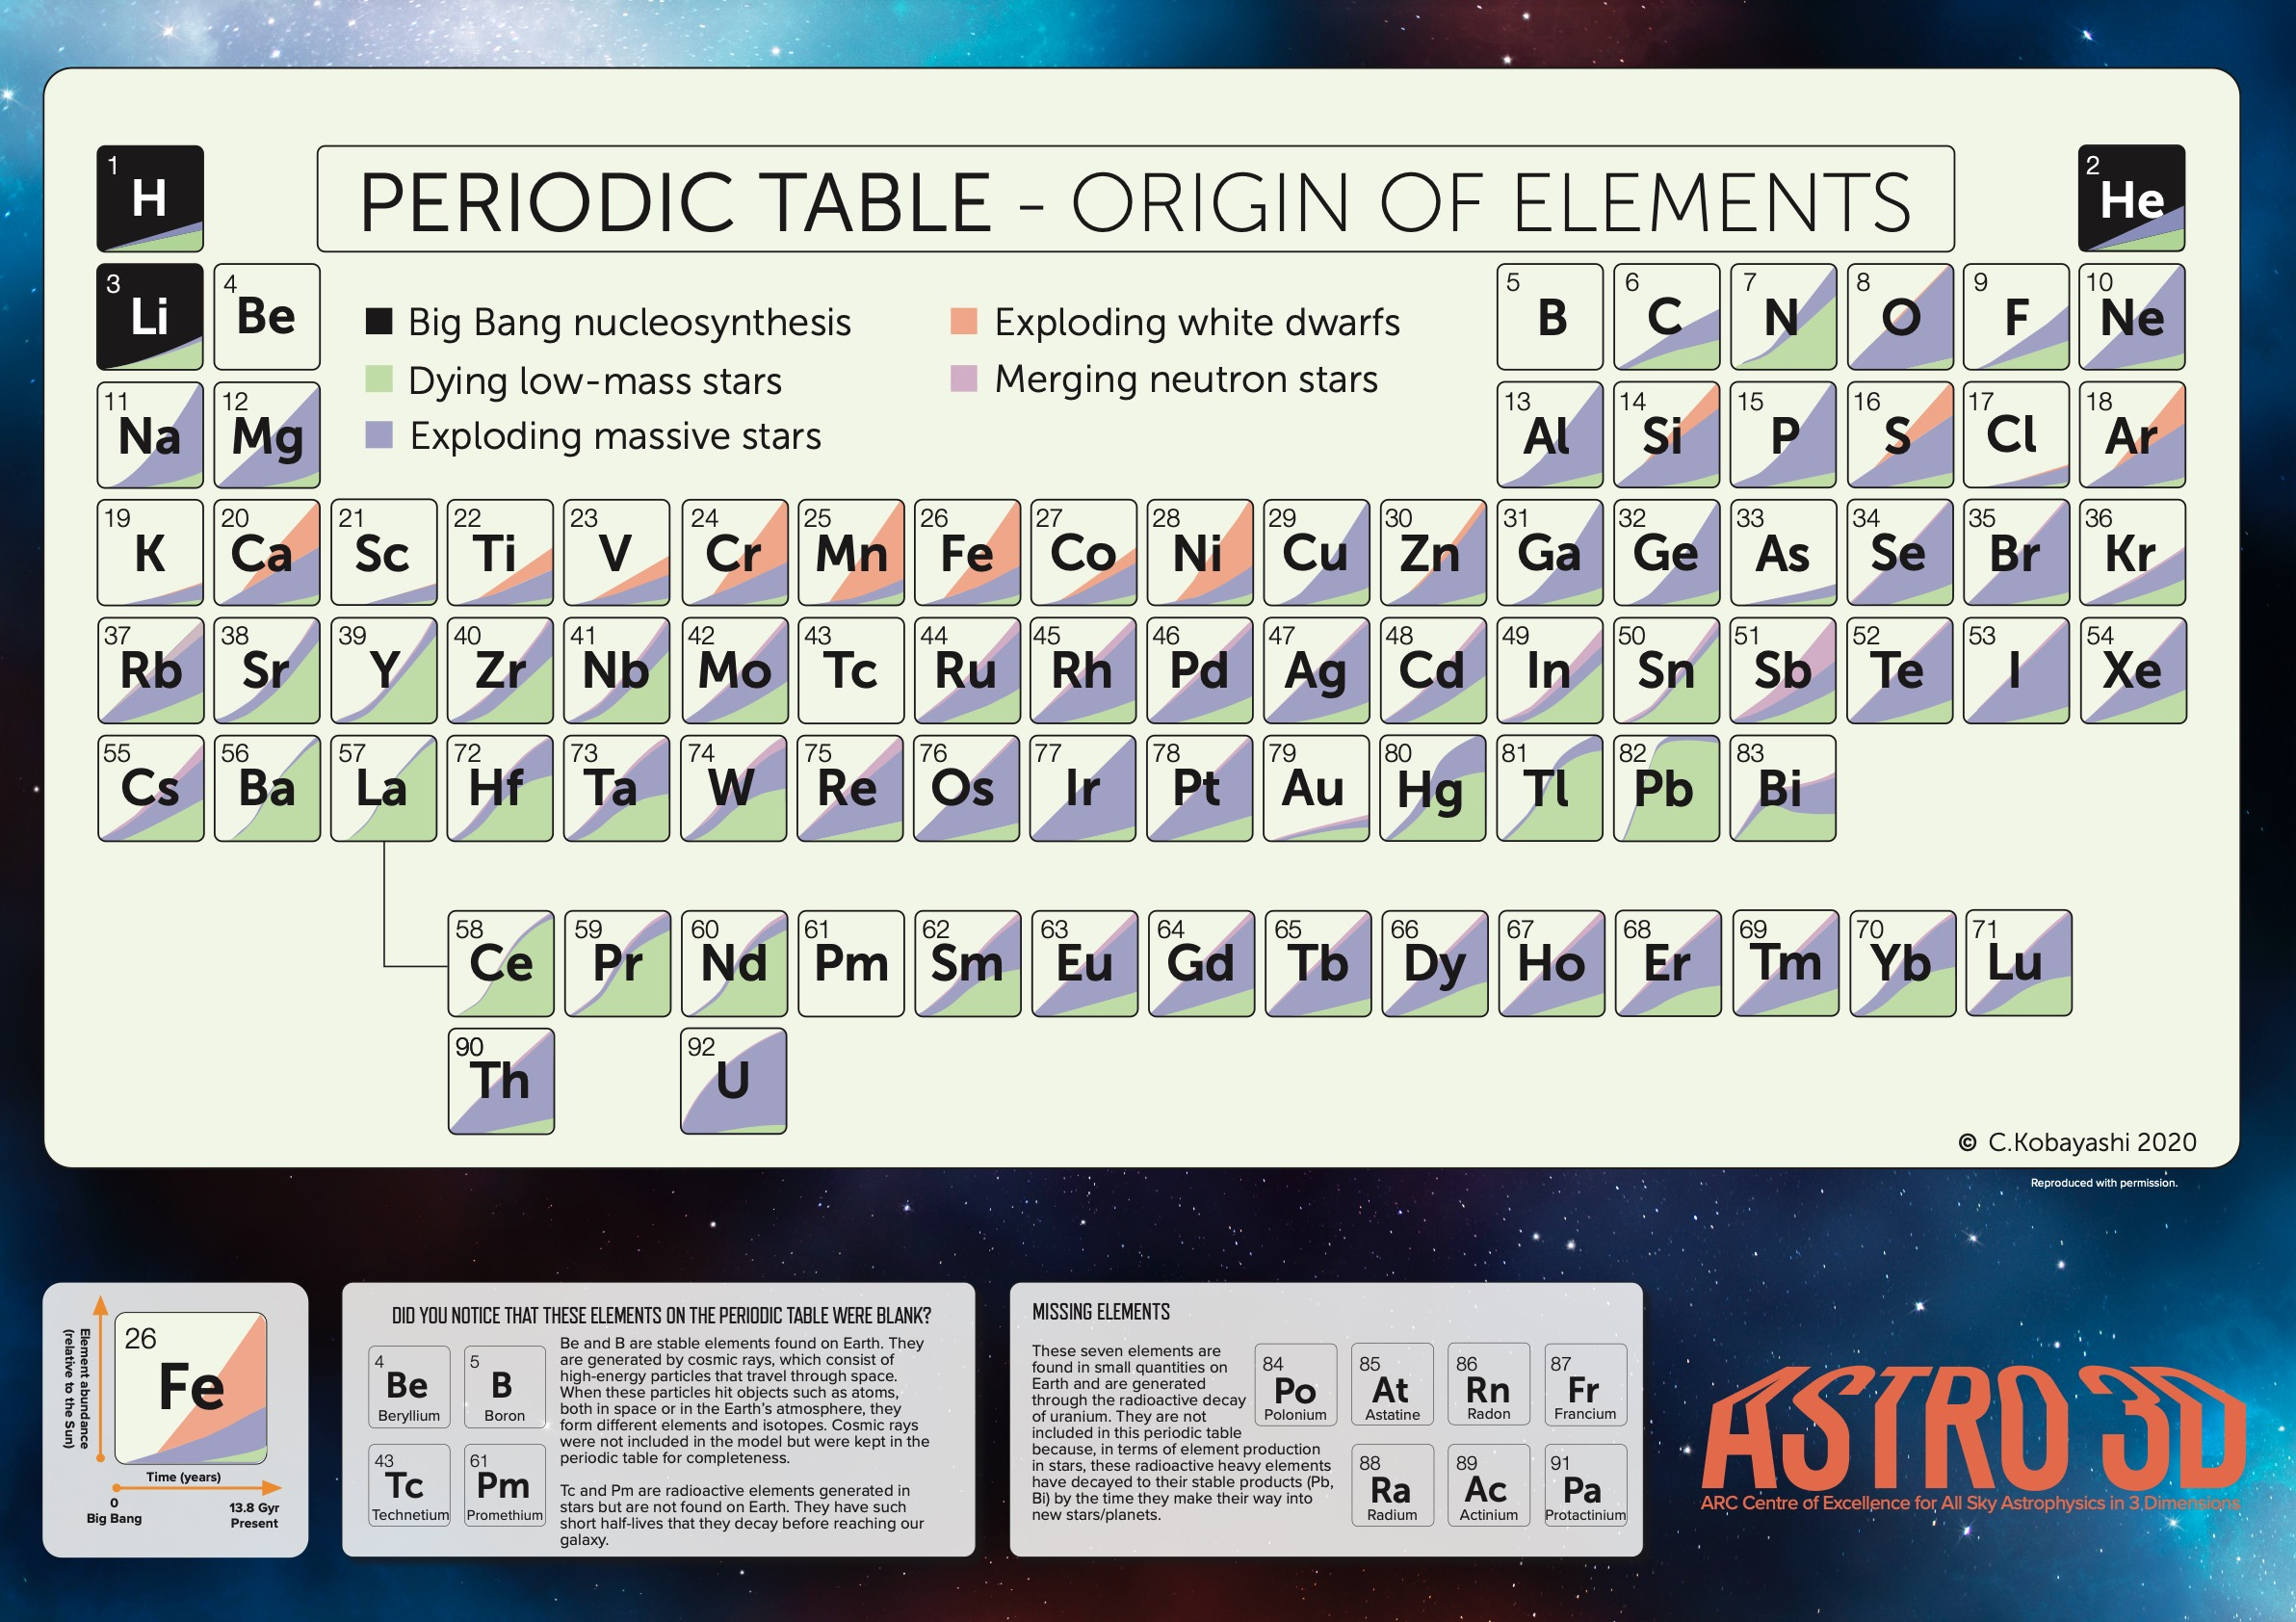 PERIODIC TABLE - ORIGIN OF ELEMENTS
1 H
2 He
3 Li
4 Be
Big Bang nucleosynthesis
Dying low-mass stars
Exploding massive stars
Exploding white dwarfs
Merging neutron stars
5 B
6 C
7 N
8 O
9 F
10 Ne
11 Na
12 Mg
13 Al
14 Si
15 P
16 S
17 Cl
18 Ar
19 K
20 Ca
21 Sc
22 Ti
23 V
24 Cr
25 Mn
26 Fe
27 Co
28 Ni
29 Cu
30 Zn
31 Ga
32 Ge
33 As
34 Se
35 Br
36 Kr
37 Rb
38 Sr
39 Y
40 Zr
41 Nb
42 Mo
43 Tc
44 Ru
45 Rh
46 Pd
47 Ag
48 Cd
49 In
50 Sn
51 Sb
52 Te
53 I
54 Xe
55 Cs
56 Ba
57 La
72 Hf
73 Ta
74 W
75 Re
76 Os
77 Ir
78 Pt
79 Au
80 Hg
81 Tl
82 Pb
83 Bi
58 Ce
59 Pr
60 Nd
61 Pm
62 Sm
63 Eu
64 Gd
65 Tb
66 Dy
67 Ho
68 Er
69 Tm
70 Yb
71 Lu
90 Th
92 U
© C.Kobayashi 2020
Reproduced with permission.
Element abundance
(relative to the Sun)
26
Fe
Time (years)
0
Big Bang
13.8 Gyr
Present
DID YOU NOTICE THAT THESE ELEMENTS ON THE PERIODIC TABLE WERE BLANK?
4
Be
Beryllium
5
B
Boron
43
Tc
Technetium
61
Pm
Promethium
Be and B are stable elements found on Earth. They
are generated by cosmic rays, which consist of
high-energy particles that travel through space.
When these particles hit objects such as atoms,
both in space or in the Earth's atmosphere, they
form different elements and isotopes. Cosmic rays
were not included in the model but were kept in the
periodic table for completeness.
Tc and Pm are radioactive elements generated in
stars but are not found on Earth. They have such
short half-lives that they decay before reaching our
galaxy.
MISSING ELEMENTS
These seven elements are
found in small quantities on
Earth and are generated
through the radioactive decay
of uranium. They are not
included in this periodic table
because, in terms of element production
in stars, these radioactive heavy elements
have decayed to their stable products (Pb,
Bi) by the time they make their way into
new stars/planets.
84
Po
Polonium
85
At
Astatine
86
Rn
Radon
87
Fr
Francium
88
Ra
Radium
89
Ac
Actinium
91
Pa
Protactinium
ASTRO 3D
ARC Centre of Excellence for All Sky Astrophysics in 3 Dimensions